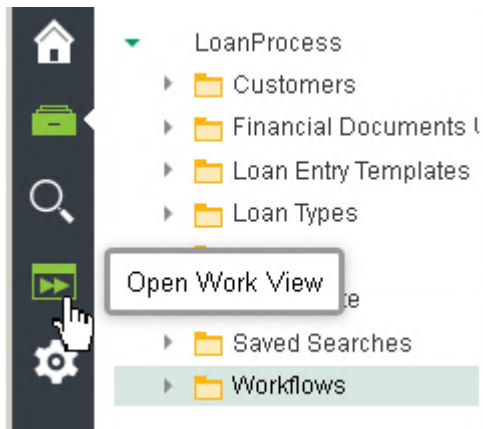 LoanProcess
Customers
Financial Documents
Loan Entry Templates
Loan Types
Open Work View
Saved Searches
Workflows